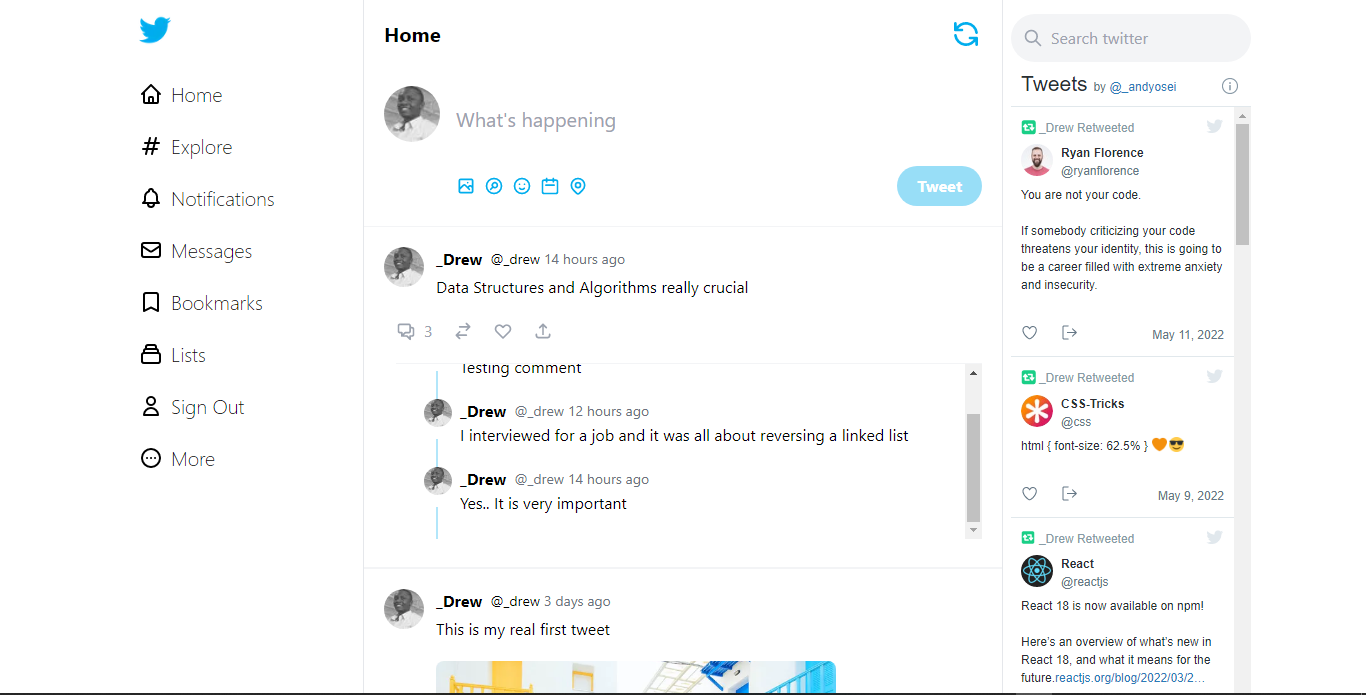 Home
Explore
Notifications
Messages
Bookmarks
Lists
Sign Out
More
Home
What's happening
Tweet
_Drew @_drew 14 hours ago
Data Structures and Algorithms really crucial
3
Testing comment
_Drew @_drew 12 hours ago
I interviewed for a job and it was all about reversing a linked list
_Drew @_drew 14 hours ago
Yes.. It is very important
_Drew @_drew 3 days ago
This is my real first tweet
Search twitter
Tweets by @_andyosei
_Drew Retweeted
Ryan Florence
@ryanflorence
You are not your code.
If somebody criticizing your code
threatens your identity, this is going to
be a career filled with extreme anxiety
and insecurity.
May 11, 2022
_Drew Retweeted
CSS-Tricks
@css
html { font-size: 62.5% } 🧡😎
May 9, 2022
_Drew Retweeted
React
@reactjs
React 18 is now available on npm!
Here’s an overview of what’s new in
React 18, and what it means for the
future.reactjs.org/blog/2022/03/2…